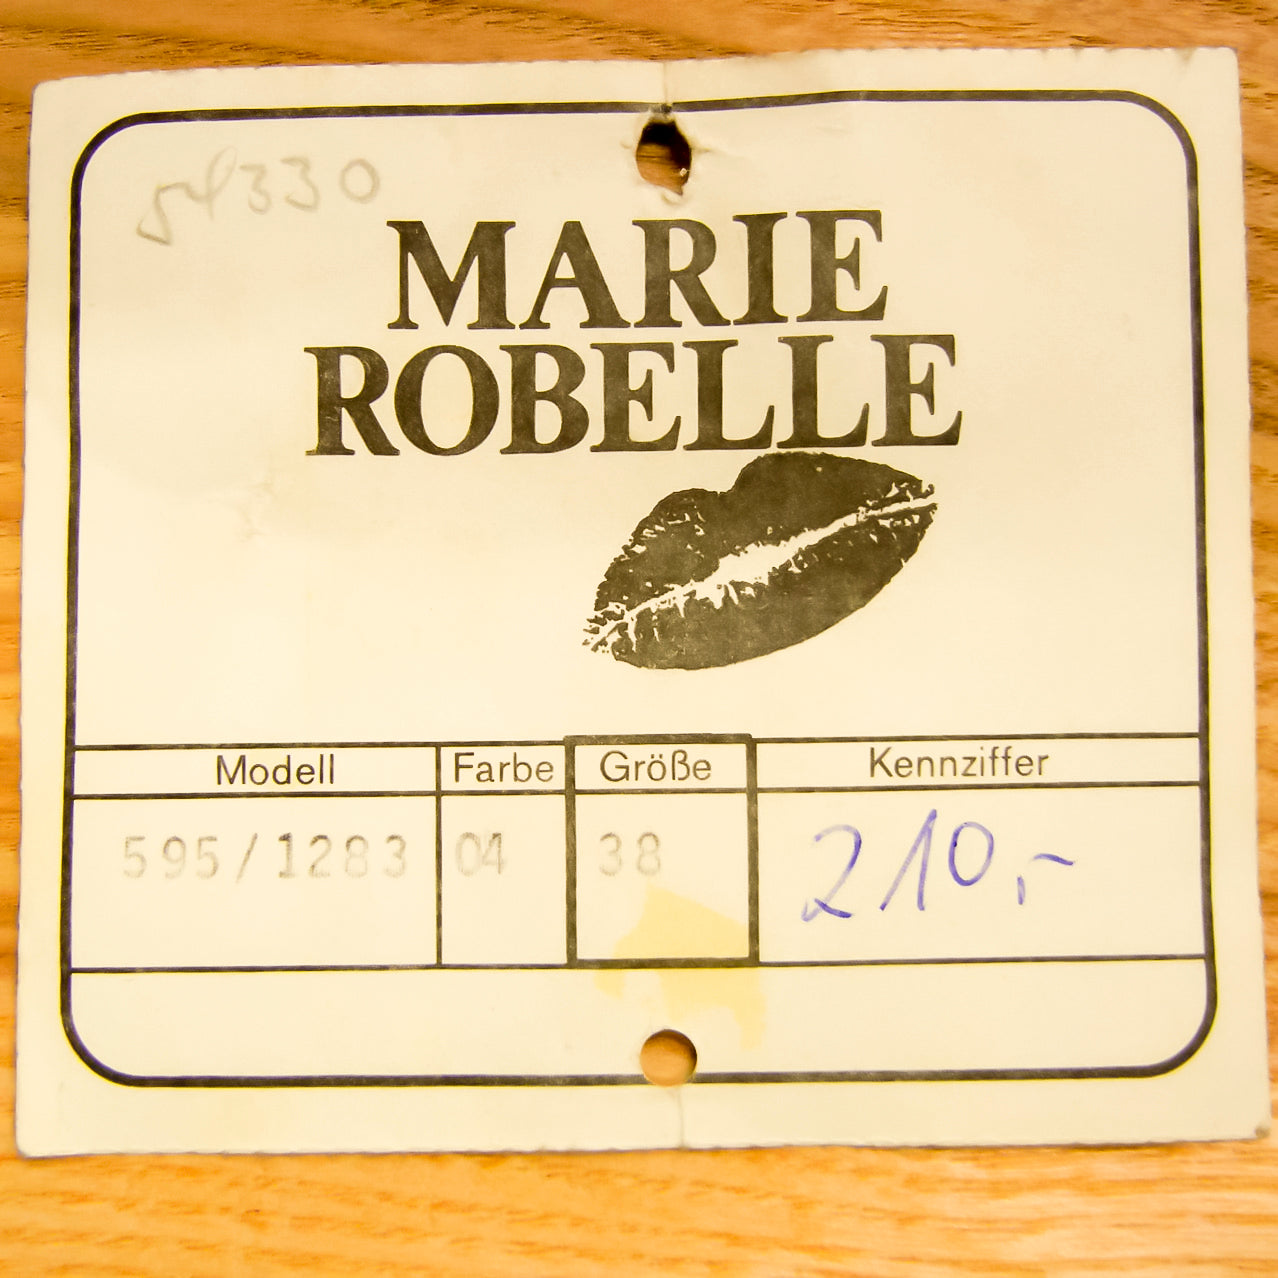 54330
MARIE
ROBELLE
Modell Farbe Größe Kennziffer
595/1283 04 38 210,-